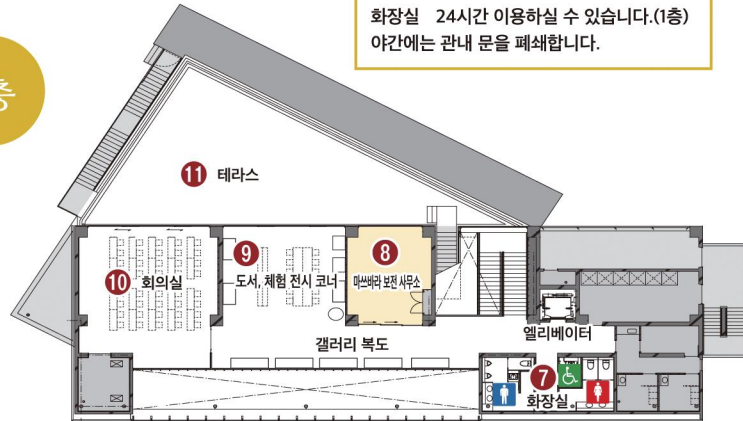 화장실 24시간 이용하실 수 있습니다.(1층)
야간에는 관내 문을 폐쇄합니다.
층
11 테라스
10 회의실
9
도서, 체험 전시 코너
8
마쓰바라 보전 사무소
엘리베이터
갤러리 복도
7
화장실